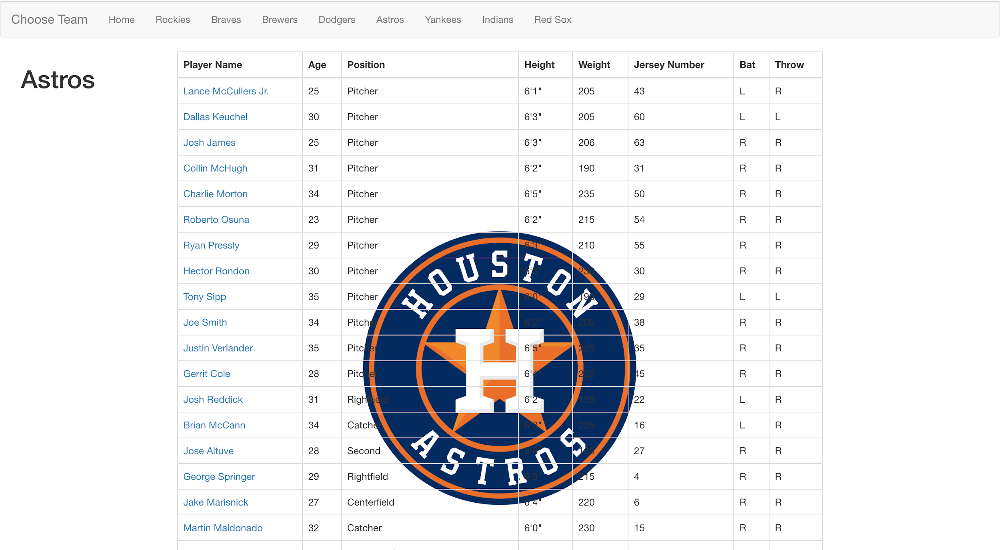 Choose Team Home Rockies Braves Brewers Dodgers Astros Yankees Indians Red Sox
Astros
Player Name Age Position Height Weight Jersey Number Bat Throw
Lance McCullers Jr. 25 Pitcher 6'1" 205 43 L R
Dallas Keuchel 30 Pitcher 6'3" 205 60 L L
Josh James 25 Pitcher 6'3" 206 63 R R
Collin McHugh 31 Pitcher 6'2" 190 31 R R
Charlie Morton 34 Pitcher 6'5" 235 50 R R
Roberto Osuna 23 Pitcher 6'2" 215 54 R R
Ryan Pressly 29 Pitcher 6'3" 210 55 R R
Hector Rondon 30 Pitcher 6'3" 230 30 R R
Tony Sipp 35 Pitcher 6'0" 190 29 L L
Joe Smith 34 Pitcher 6'2" 205 38 R R
Justin Verlander 35 Pitcher 6'5" 225 35 R R
Gerrit Cole 28 Pitcher 6'4" 225 45 R R
Josh Reddick 31 Rightfield 6'2" 195 22 L R
Brian McCann 34 Catcher 6'3" 225 16 L R
Jose Altuve 28 Second 5'6" 165 27 R R
George Springer 29 Rightfield 6'3" 215 4 R R
Jake Marisnick 27 Centerfield 6'4" 220 6 R R
Martin Maldonado 32 Catcher 6'0" 230 15 R R
HOUSTON
H
ASTROS